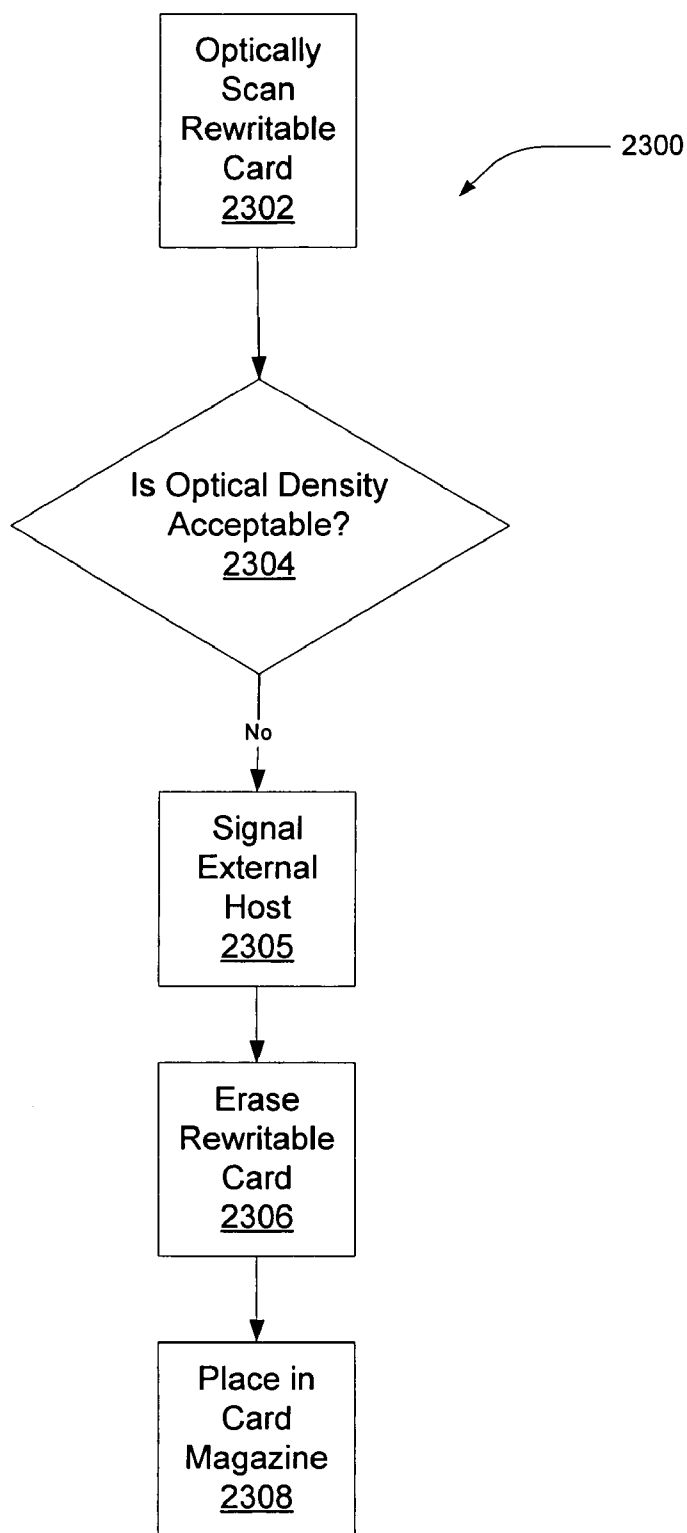 Optically
Scan
Rewritable
Card
2302
2300
Is Optical Density
Acceptable?
2304
No
Signal
External
Host
2305
Erase
Rewritable
Card
2306
Place in
Card
Magazine
2308